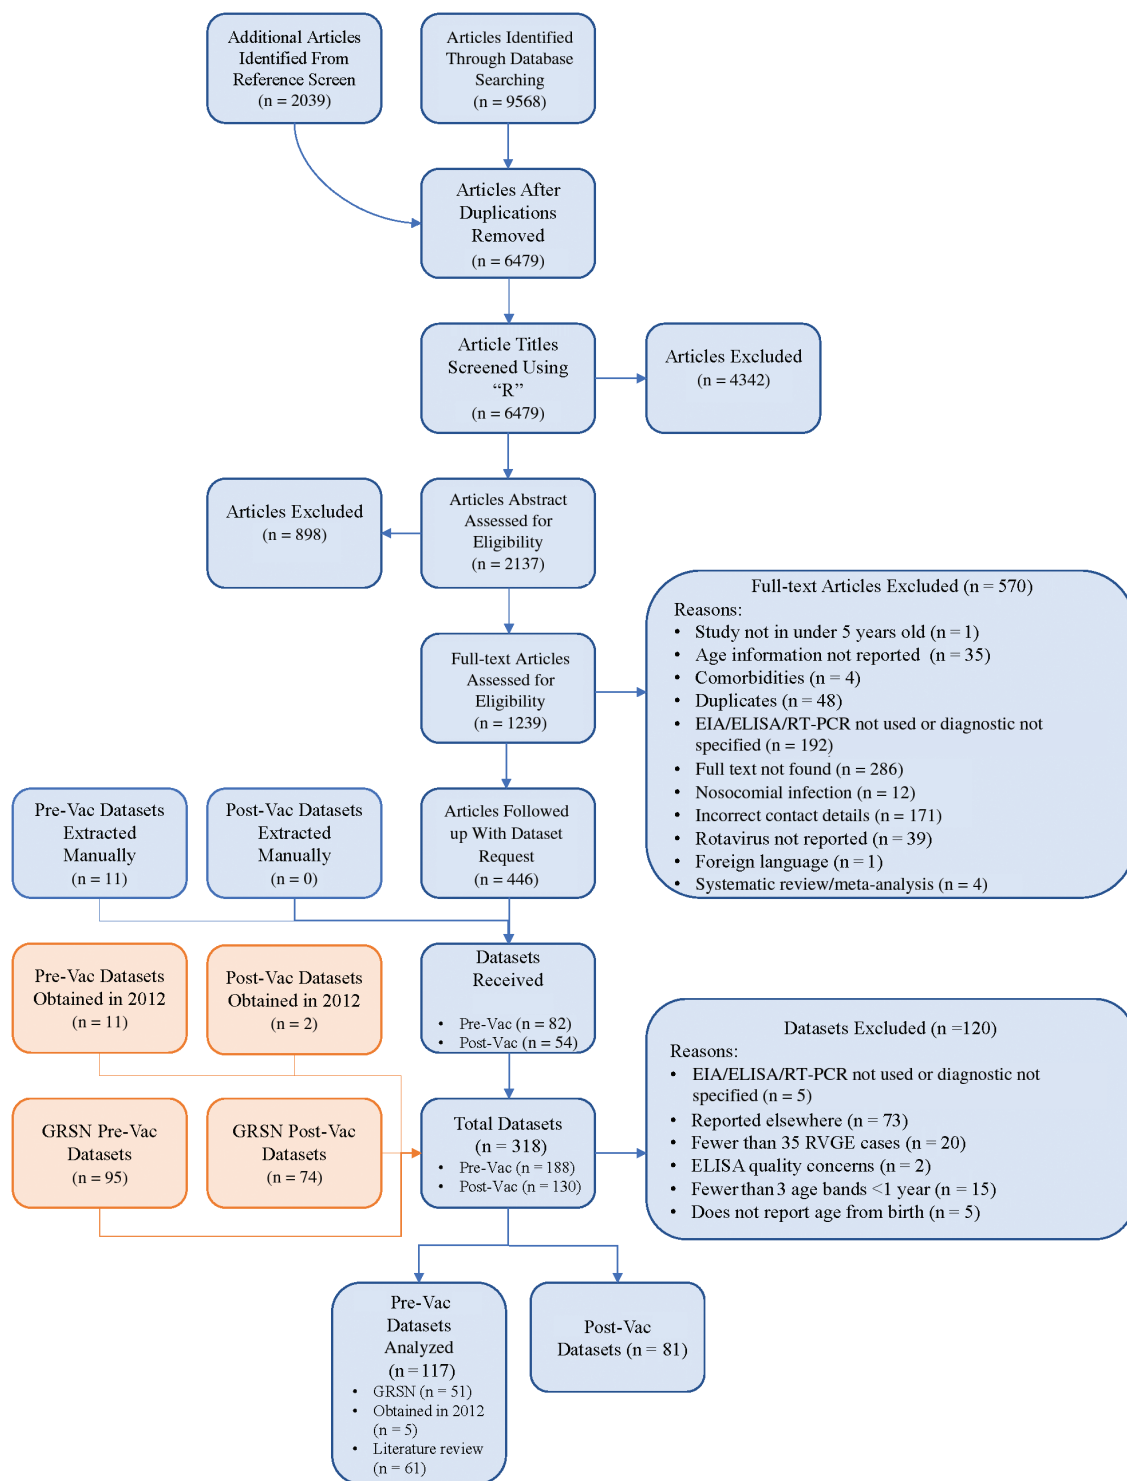 Additional Articles
Identified From
Reference Screen
(n = 2039)
Articles Identified
Through Database
Searching
(n = 9568)
Articles After
Duplications
Removed
(n = 6479)
Article Titles
Screened Using
“R”
(n = 6479)
Articles Excluded
(n = 4342)
Articles Abstract
Assessed for
Eligibility
(n = 2137)
Articles Excluded
(n = 898)
Full-text Articles
Assessed for
Eligibility
(n = 1239)
Full-text Articles Excluded (n = 570)
Reasons:
• Study not in under 5 years old (n = 1)
• Age information not reported (n = 35)
• Comorbidities (n = 4)
• Duplicates (n = 48)
• EIA/ELISA/RT-PCR not used or diagnostic not
specified (n = 192)
• Full text not found (n = 286)
• Nosocomial infection (n = 12)
• Incorrect contact details (n = 171)
• Rotavirus not reported (n = 39)
• Foreign language (n = 1)
• Systematic review/meta-analysis (n = 4)
Pre-Vac Datasets
Extracted
Manually
(n = 11)
Post-Vac Datasets
Extracted
Manually
(n = 0)
Articles Followed
up With Dataset
Request
(n = 446)
Pre-Vac Datasets
Obtained in 2012
(n = 11)
Post-Vac Datasets
Obtained in 2012
(n = 2)
Datasets
Received
• Pre-Vac (n = 82)
• Post-Vac (n = 54)
GRSN Pre-Vac
Datasets
(n = 95)
GRSN Post-Vac
Datasets
(n = 74)
Total Datasets
(n = 318)
• Pre-Vac (n = 188)
• Post-Vac (n = 130)
Datasets Excluded (n =120)
Reasons:
• EIA/ELISA/RT-PCR not used or diagnostic not
specified (n = 5)
• Reported elsewhere (n = 73)
• Fewer than 35 RVGE cases (n = 20)
• ELISA quality concerns (n = 2)
• Fewer than 3 age bands <1 year (n = 15)
• Does not report age from birth (n = 5)
Pre-Vac
Datasets
Analyzed
(n = 117)
• GRSN (n = 51)
• Obtained in 2012
(n = 5)
• Literature review
(n = 61)
Post-Vac
Datasets (n = 81)